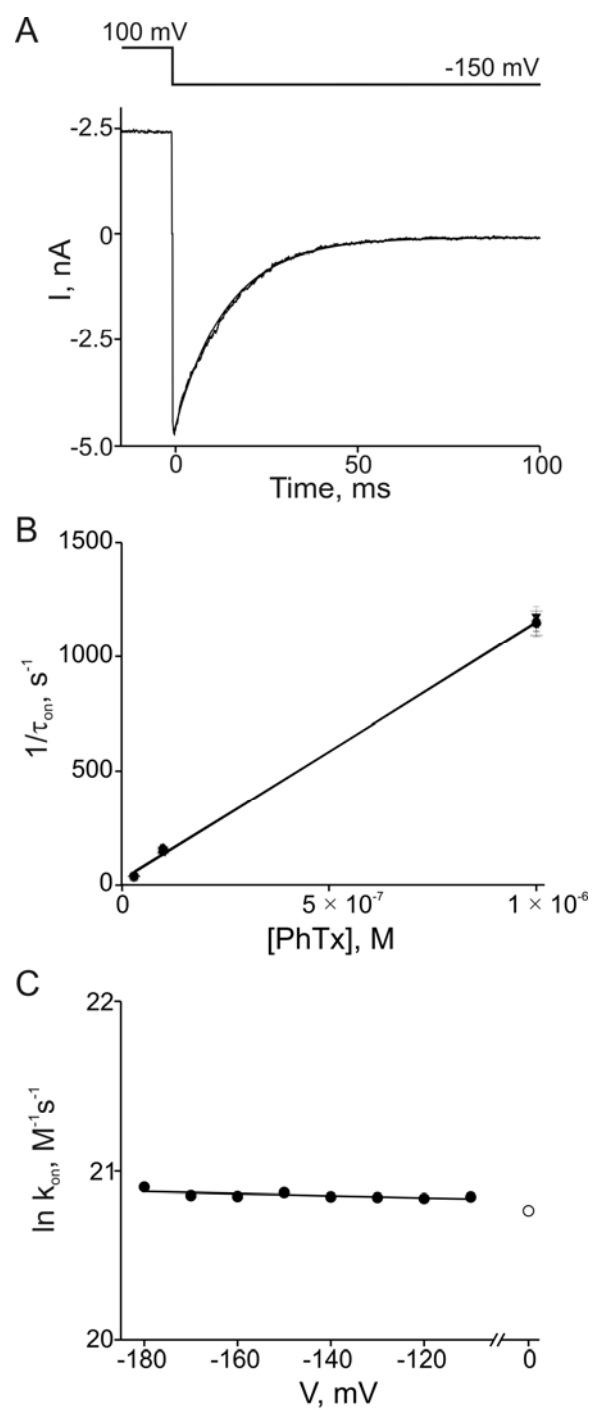 A
100 mV
-150 mV
-2.5
0
-2.5
-5.0
I, nA
0
50
100
Time, ms
B
1500
1000
500
0
1/τon, s-1
0
5 × 10-7
1 × 10-6
[PhTx], M
C
22
21
20
ln kon, M-1s-1
-180
-160
-140
-120
0
V, mV